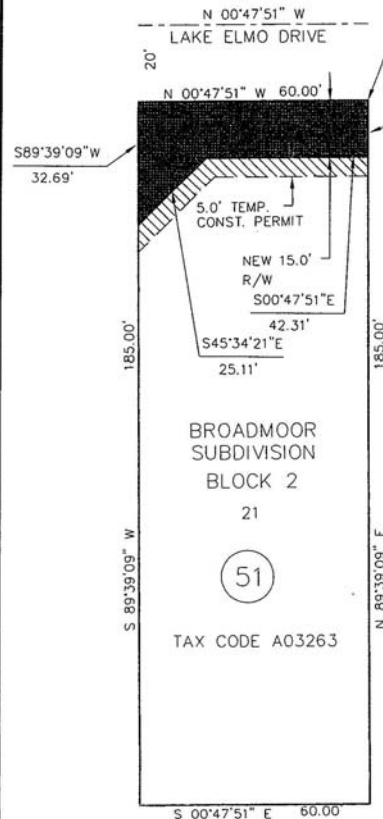 N 00°47'51" W
LAKE ELMO DRIVE
20'
N 00°47'51" W 60.00'
S89°39'09"W
32.69'
5.0' TEMP.
CONST. PERMIT
NEW 15.0'
R/W
S00°47'51"E
42.31'
S45°34'21"E
25.11'
185.00'
185.00'
BROADMOOR
SUBDIVISION
BLOCK 2
21
51
TAX CODE A03263
S 89°39'09" W
N 89°39'09" E
S 00°47'51" E 60.00'